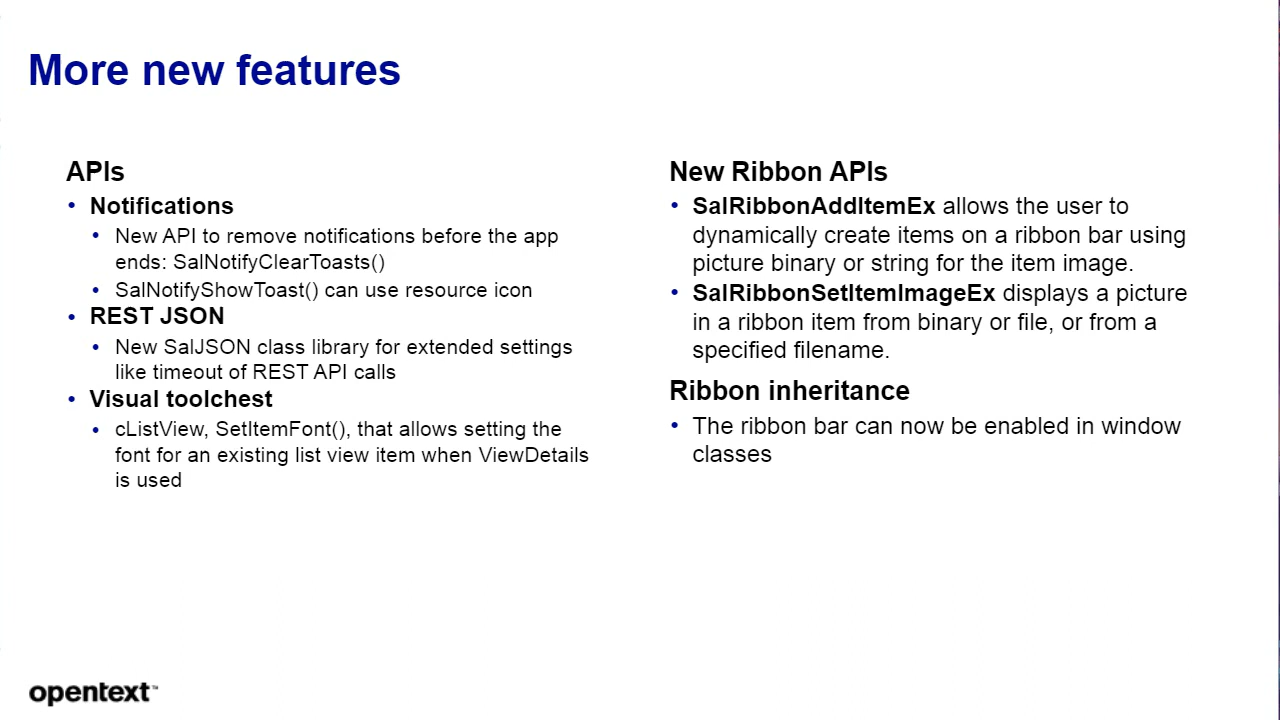 More new features
APIs
• Notifications
• New API to remove notifications before the app
ends: SalNotifyClearToasts()
• SalNotifyShowToast() can use resource icon
• REST JSON
• New SalJSON class library for extended settings
like timeout of REST API calls
• Visual toolchest
• cListView, SetItemFont(), that allows setting the
font for an existing list view item when ViewDetails
is used
New Ribbon APIs
• SalRibbonAddItemEx allows the user to
dynamically create items on a ribbon bar using
picture binary or string for the item image.
• SalRibbonSetItemImageEx displays a picture
in a ribbon item from binary or file, or from a
specified filename.
Ribbon inheritance
• The ribbon bar can now be enabled in window
classes
opentext™